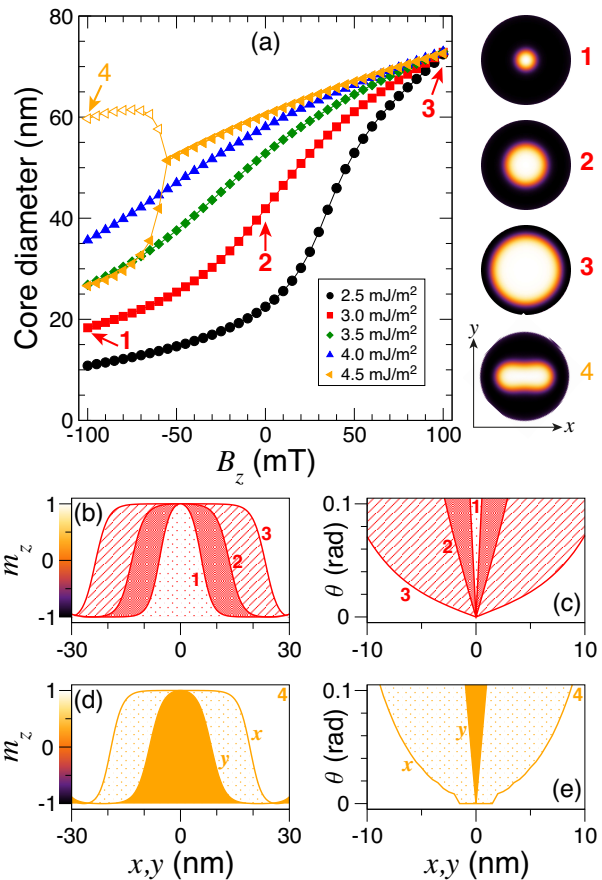 80
60
40
20
0
Core diameter (nm)
(a)
4
3
2
1
2.5 mJ/m²
3.0 mJ/m²
3.5 mJ/m²
4.0 mJ/m²
4.5 mJ/m²
-100 -50 0 50 100
B_z (mT)
1
2
3
y
4
x
(b)
1
0
-1
m_z
3
2
1
-30 0 30
0.1
0
θ (rad)
1
2
3
(c)
-10 0 10
(d)
1
0
-1
m_z
4
x
y
-30 0 30
x,y (nm)
0.1
0
θ (rad)
4
y
x
(e)
-10 0 10
x,y (nm)